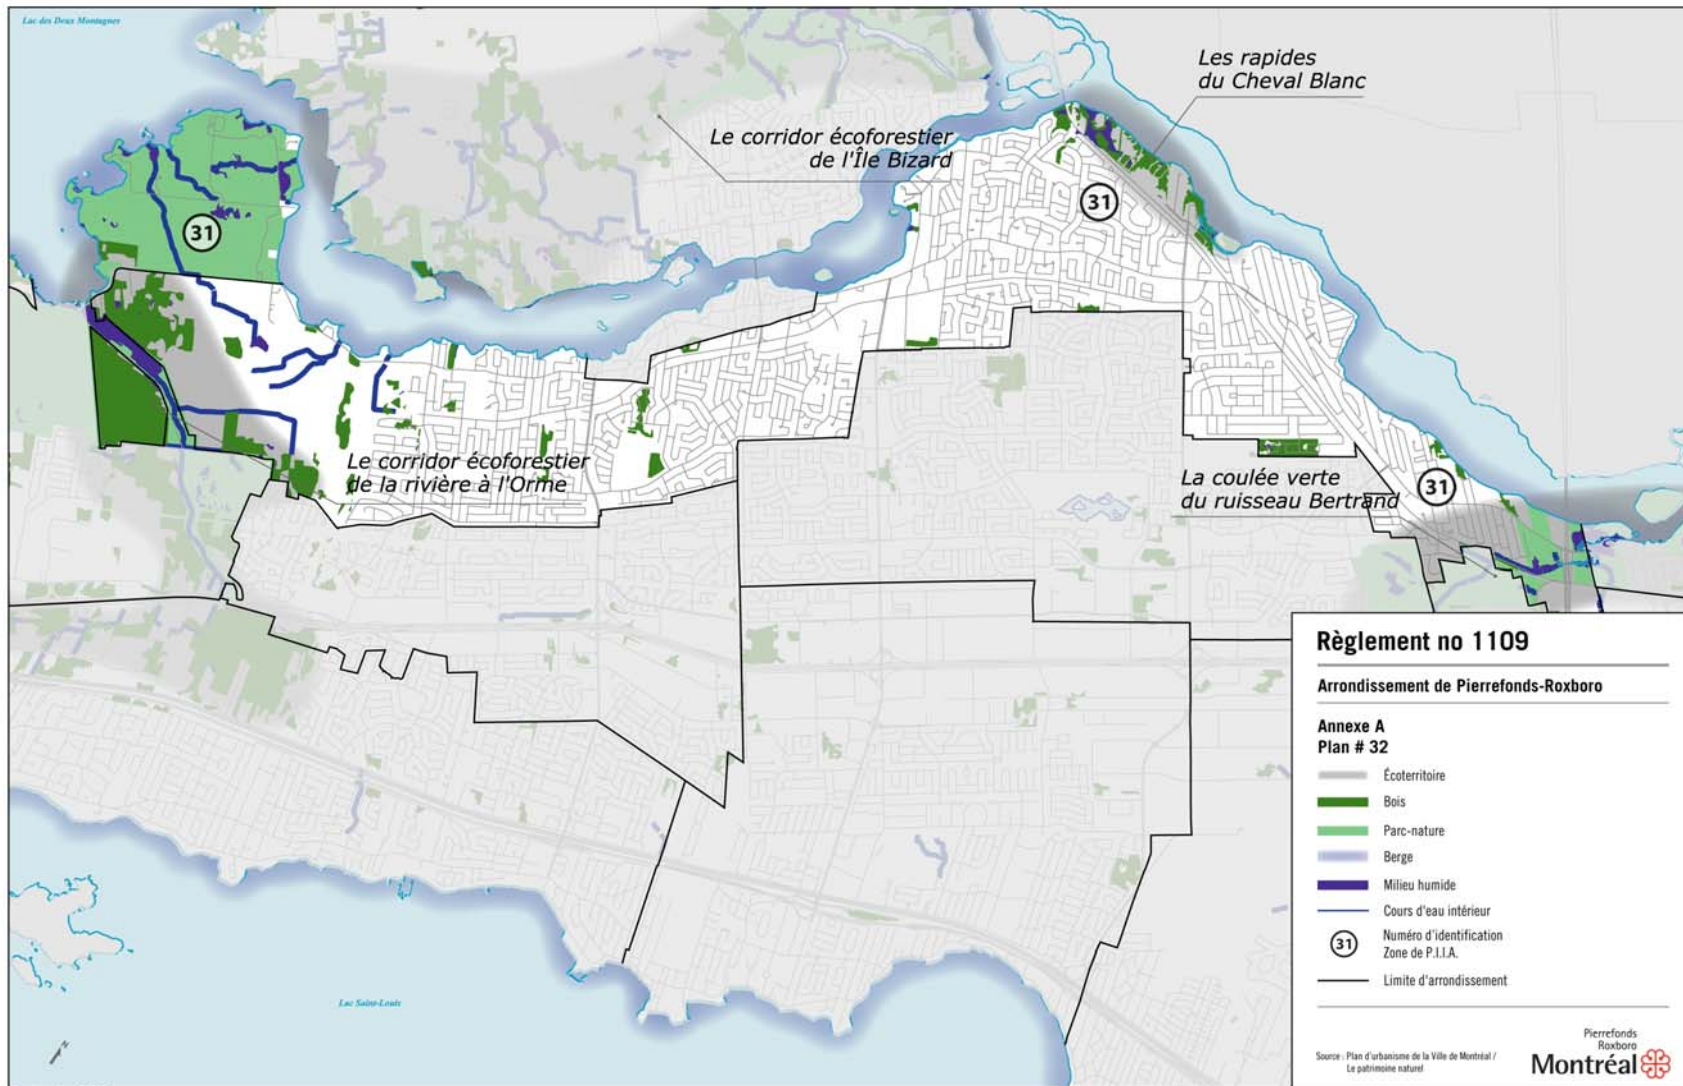 Lac des Deux Montagnes
Les rapides
du Cheval Blanc
Le corridor écoforestier
de l'Île Bizard
31
31
Le corridor écoforestier
de la rivière à l'Orme
La coulée verte
du ruisseau Bertrand
31
Lac Saint-Louis
N
Règlement no 1109
Arrondissement de Pierrefonds-Roxboro
Annexe A
Plan # 32
Écoterritoire
Bois
Parc-nature
Berge
Milieu humide
Cours d'eau intérieur
31
Numéro d'identification
Zone de P.I.I.A.
Limite d'arrondissement
Source : Plan d'urbanisme de la Ville de Montréal /
Le patrimoine naturel
Pierrefonds
Roxboro
Montréal